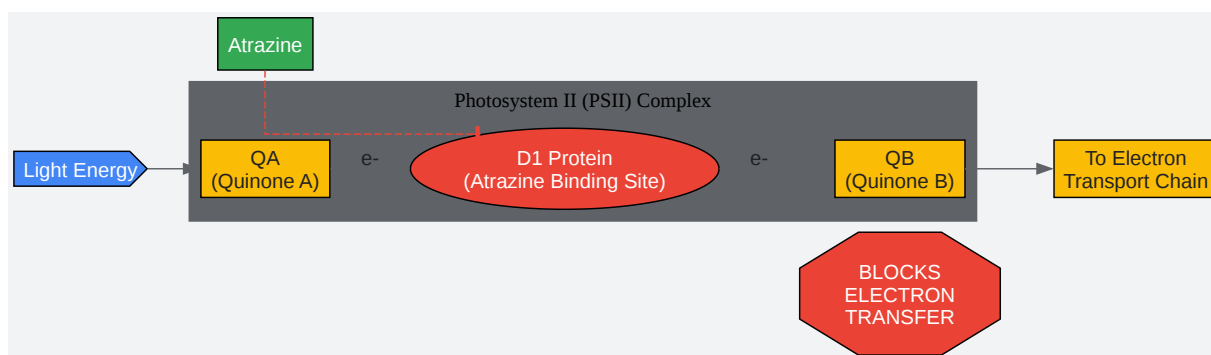 Atrazine
Photosystem II (PSII) Complex
Light Energy
QA
(Quinone A)
e-
D1 Protein
(Atrazine Binding Site)
e-
QB
(Quinone B)
To Electron
Transport Chain
BLOCKS
ELECTRON
TRANSFER